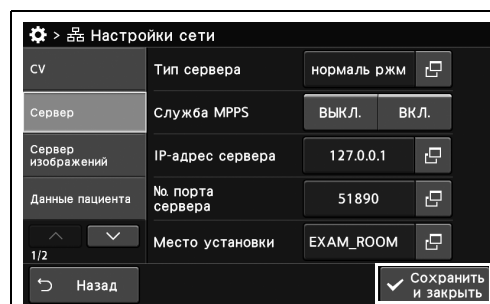 > Настройки сети
CV
Тип сервера
нормаль ржм
Сервер
Служба MPPS
ВЫКЛ.
ВКЛ.
Сервер
изображений
IP-адрес сервера
127.0.0.1
Данные пациента
No. порта
сервера
51890
1/2
Место установки
EXAM_ROOM
Назад
Сохранить
и закрыть